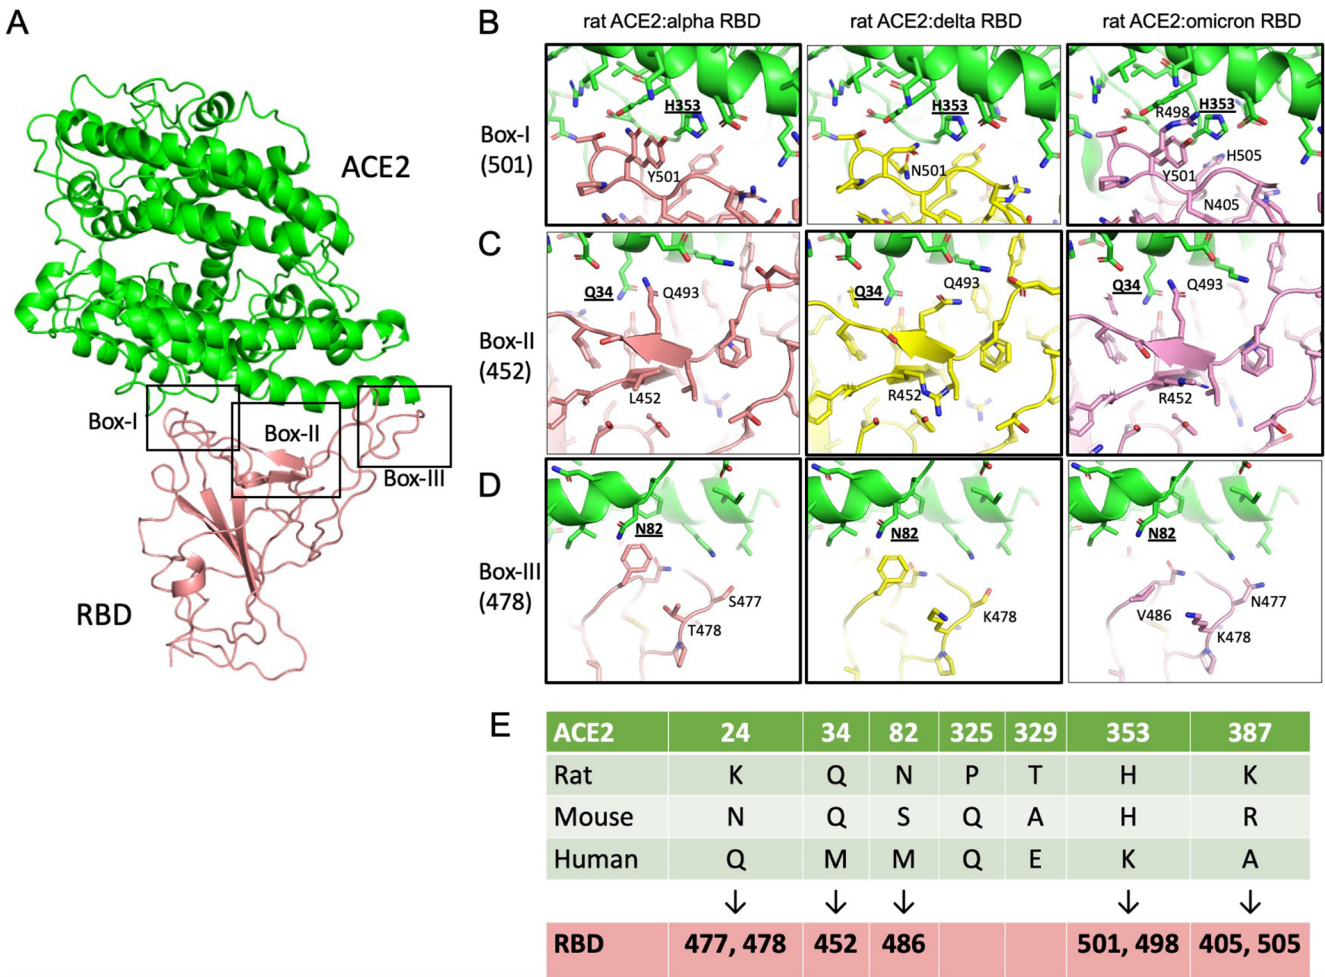 A
ACE2
Box-I
Box-II
Box-III
RBD
B
rat ACE2:alpha RBD
rat ACE2:delta RBD
rat ACE2:omicron RBD
Box-I
(501)
H353
Y501
H353
N501
R498
H353
H505
Y501
N405
C
Box-II
(452)
Q34
Q493
L452
Q34
Q493
R452
Q34
Q493
R452
D
Box-III
(478)
N82
S477
T478
N82
K478
N82
V486
N477
K478
E
ACE2 24 34 82 325 329 353 387
Rat K Q N P T H K
Mouse N Q S Q A H R
Human Q M M Q E K A
↓ ↓ ↓ ↓ ↓
RBD 477, 478 452 486 501, 498 405, 505